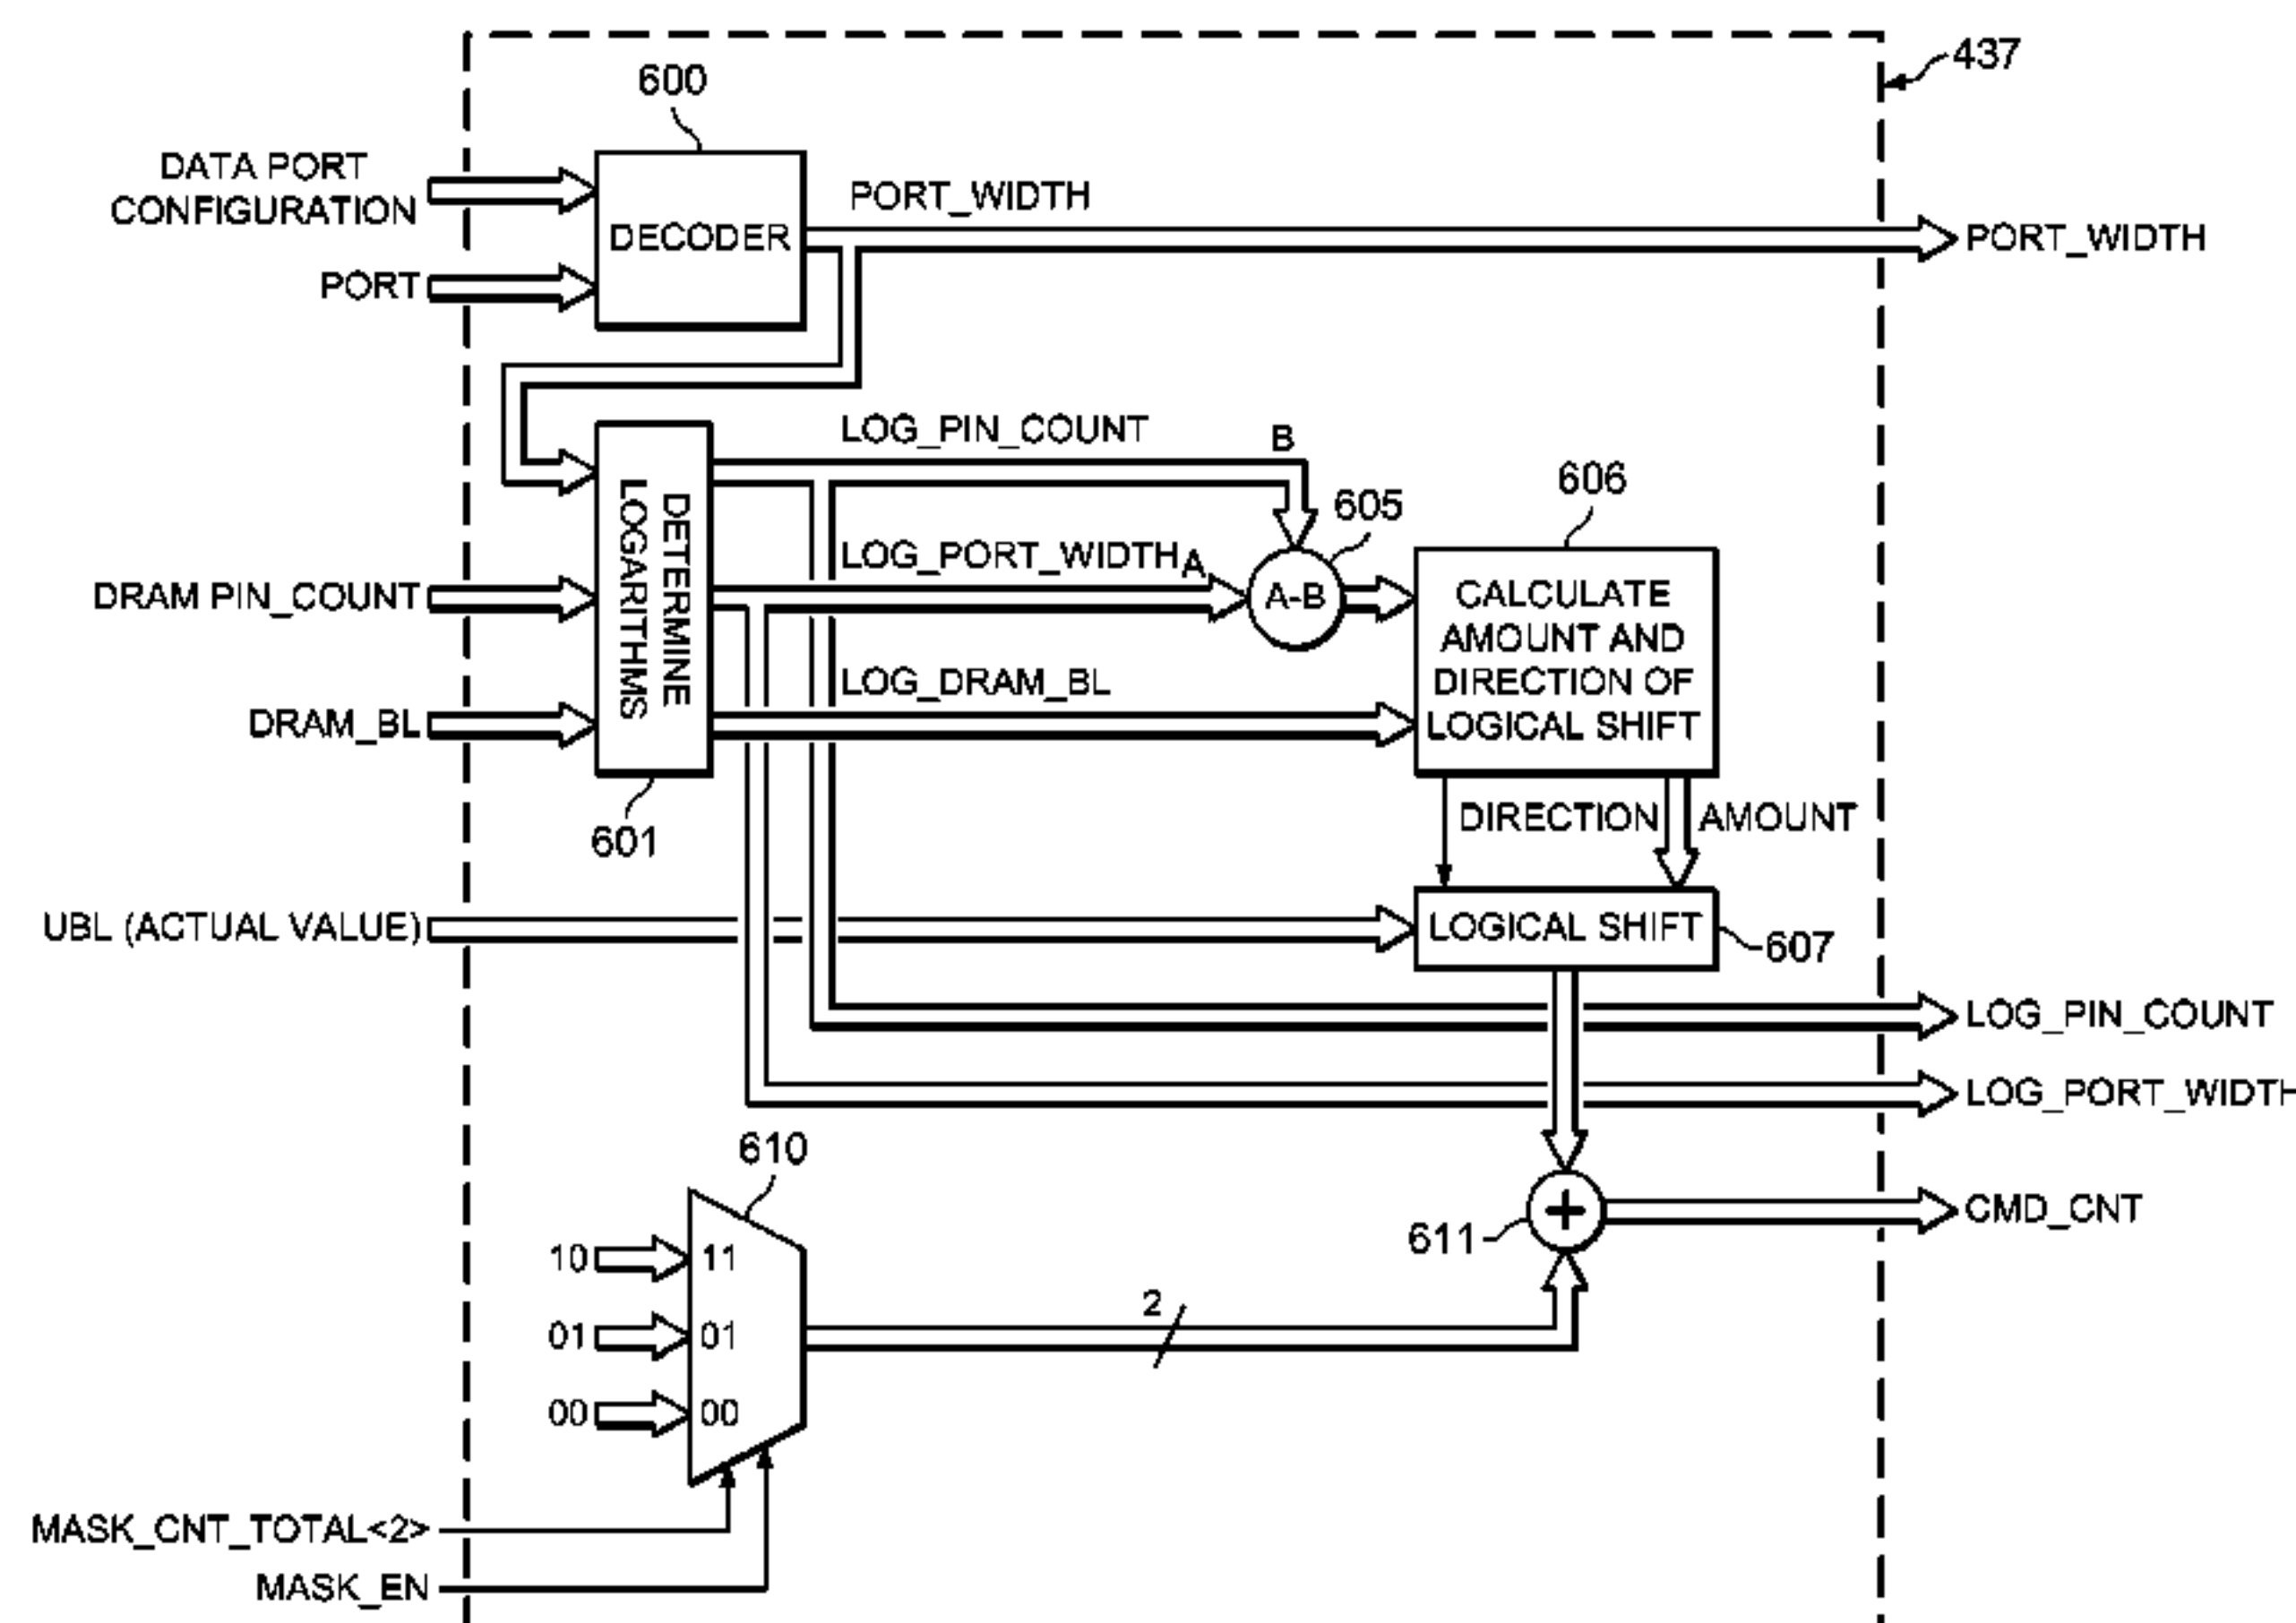 437
600
DATA PORT
CONFIGURATION
PORT_WIDTH
DECODER
PORT_WIDTH
PORT
LOG_PIN_COUNT
B
606
605
DETERMINE
LOGARITHMS
LOG_PORT_WIDTH
A
A-B
CALCULATE
AMOUNT AND
DIRECTION OF
LOGICAL SHIFT
DRAM PIN_COUNT
LOG_DRAM_BL
DRAM_BL
601
DIRECTION
AMOUNT
UBL (ACTUAL VALUE)
LOGICAL SHIFT
607
LOG_PIN_COUNT
LOG_PORT_WIDTH
610
+
611
CMD_CNT
10
11
2
01
01
00
00
MASK_CNT_TOTAL<2>
MASK_EN